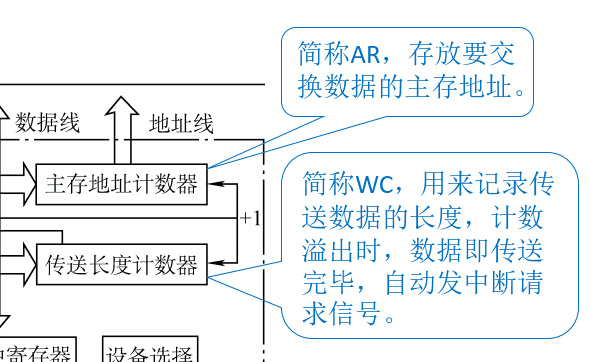 简称AR，存放要交
换数据的主存地址。
数据线
地址线
主存地址计数器
简称WC，用来记录传
送数据的长度，计数
溢出时，数据即传送
完毕，自动发中断请
求信号。
+1
传送长度计数器
寄存器
设备选择